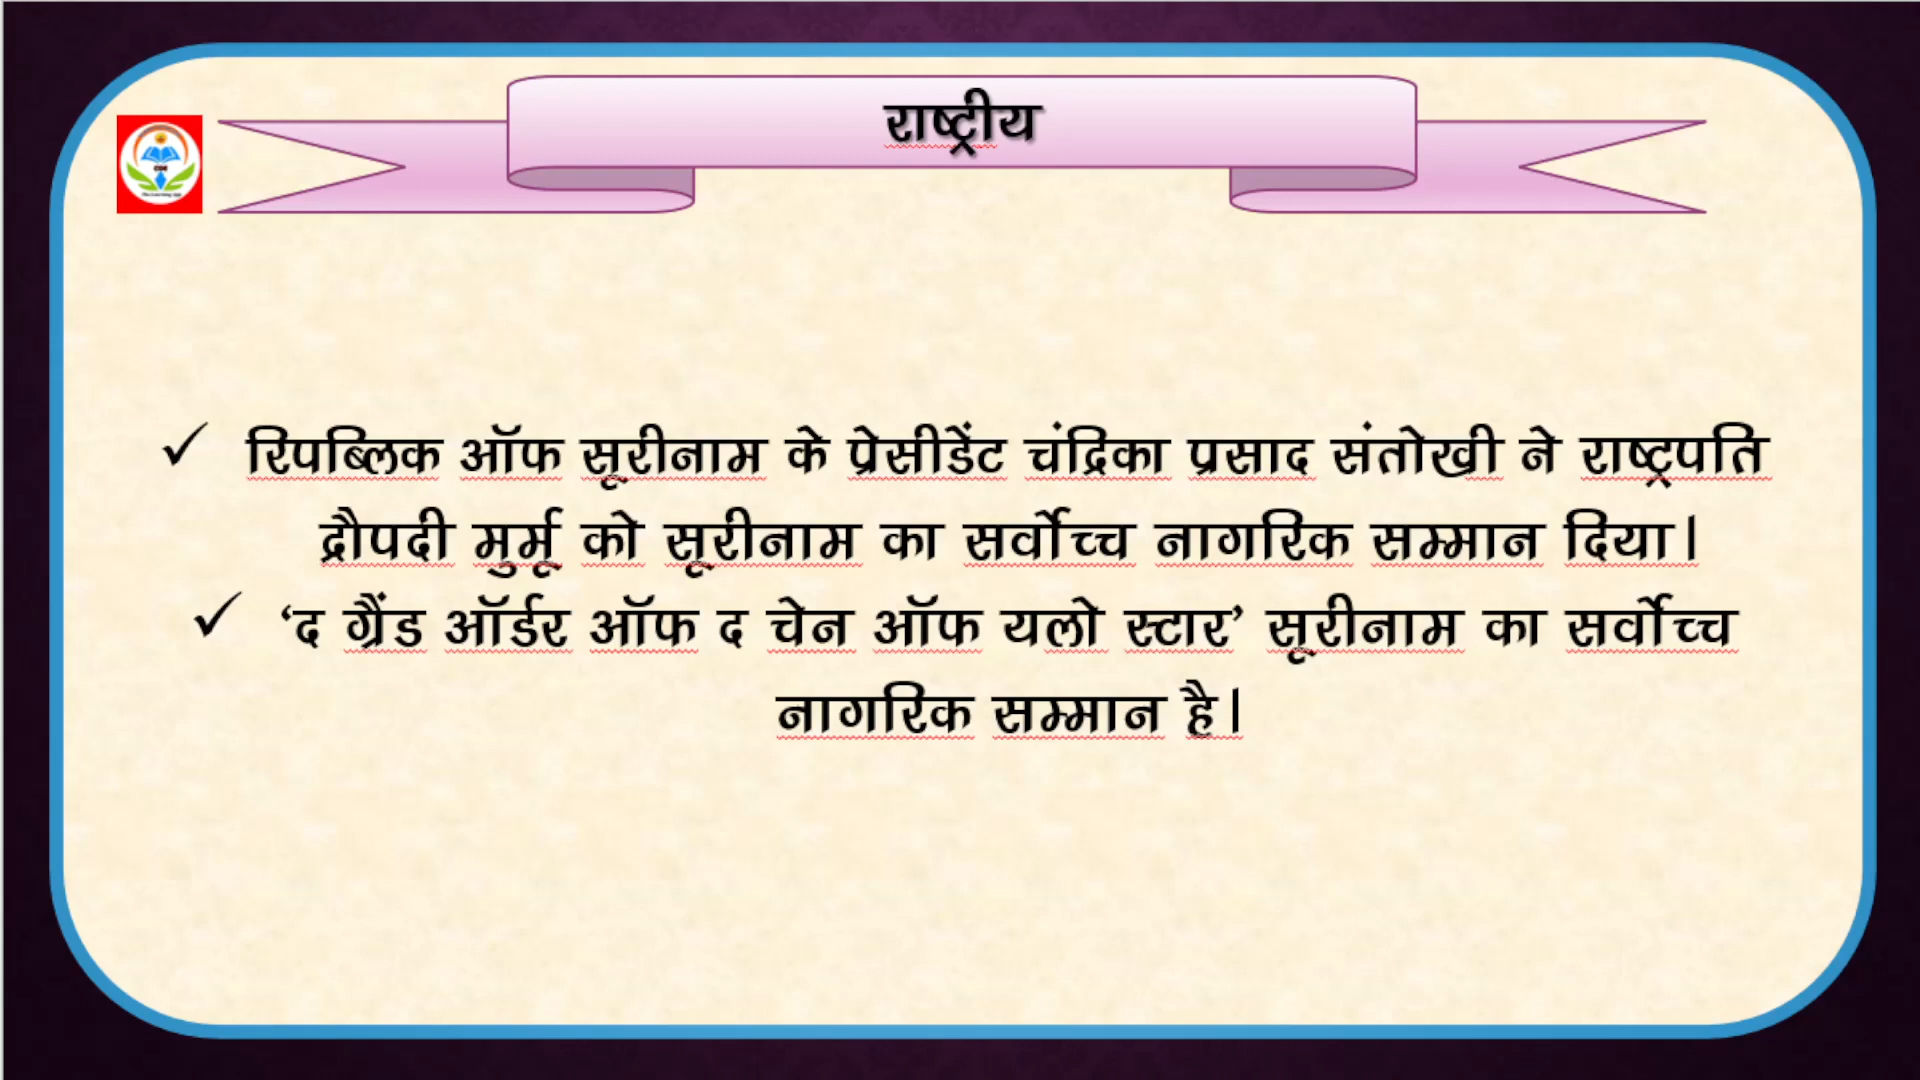 राष्ट्रीय
✓ रिपब्लिक ऑफ सूरीनाम के प्रेसीडेंट चंद्रिका प्रसाद संतोखी ने राष्ट्रपति
द्रौपदी मुर्मू को सूरीनाम का सर्वोच्च नागरिक सम्मान दिया।
✓ ‘द ग्रैंड ऑर्डर ऑफ द चेन ऑफ यलो स्टार’ सूरीनाम का सर्वोच्च
नागरिक सम्मान है।